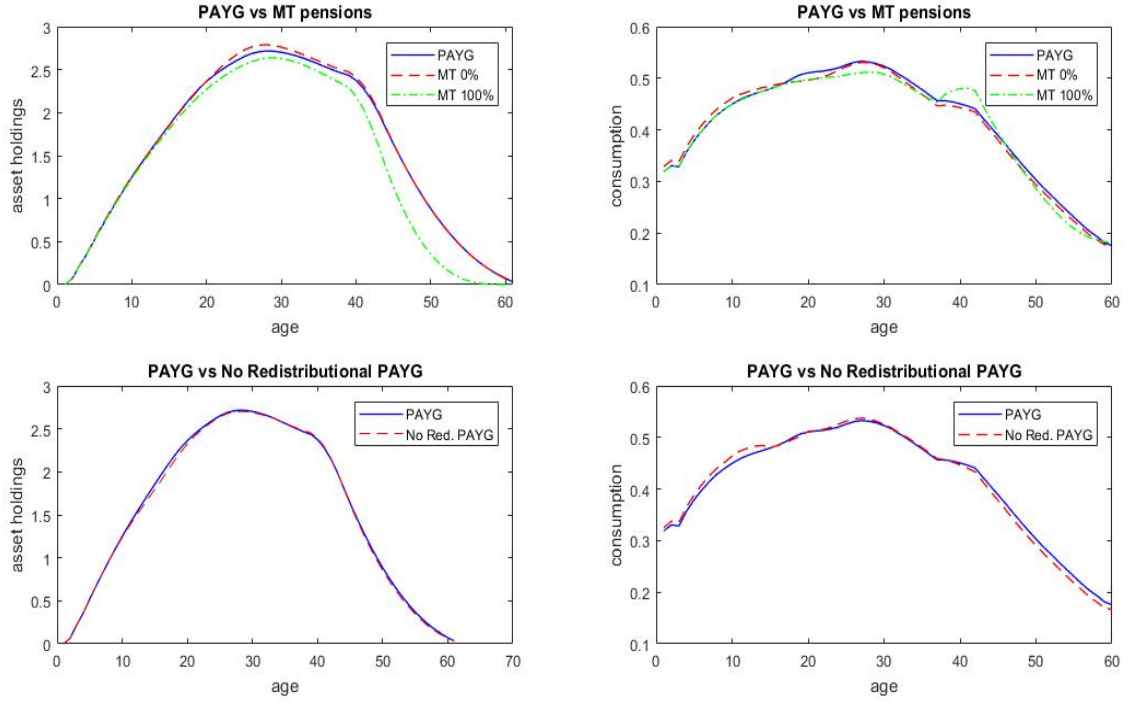 PAYG vs MT pensions
3
2.5
2
1.5
1
0.5
0
asset holdings
0 10 20 30 40 50 60
age
PAYG
MT 0%
MT 100%
PAYG vs MT pensions
0.6
0.5
0.4
0.3
0.2
0.1
consumption
0 10 20 30 40 50 60
age
PAYG
MT 0%
MT 100%
PAYG vs No Redistributional PAYG
3
2.5
2
1.5
1
0.5
0
asset holdings
0 10 20 30 40 50 60 70
age
PAYG
No Red. PAYG
PAYG vs No Redistributional PAYG
0.6
0.5
0.4
0.3
0.2
0.1
consumption
0 10 20 30 40 50 60
age
PAYG
No Red. PAYG